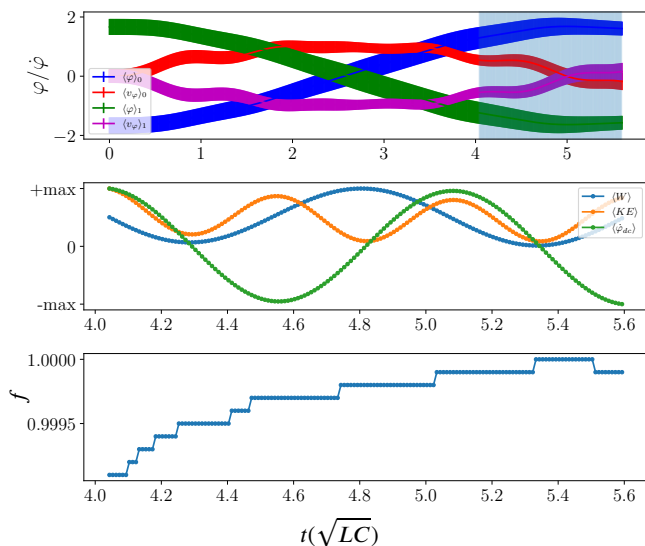 2
0
−2
φ/φ̇
⟨φ⟩₀
⟨v_φ⟩₀
⟨φ⟩₁
⟨v_φ⟩₁
0 1 2 3 4 5
+max
0
-max
⟨W⟩
⟨KE⟩
⟨φ̇_dc⟩
4.0 4.2 4.4 4.6 4.8 5.0 5.2 5.4 5.6
1.0000
0.9995
f
4.0 4.2 4.4 4.6 4.8 5.0 5.2 5.4 5.6
t(√LC)